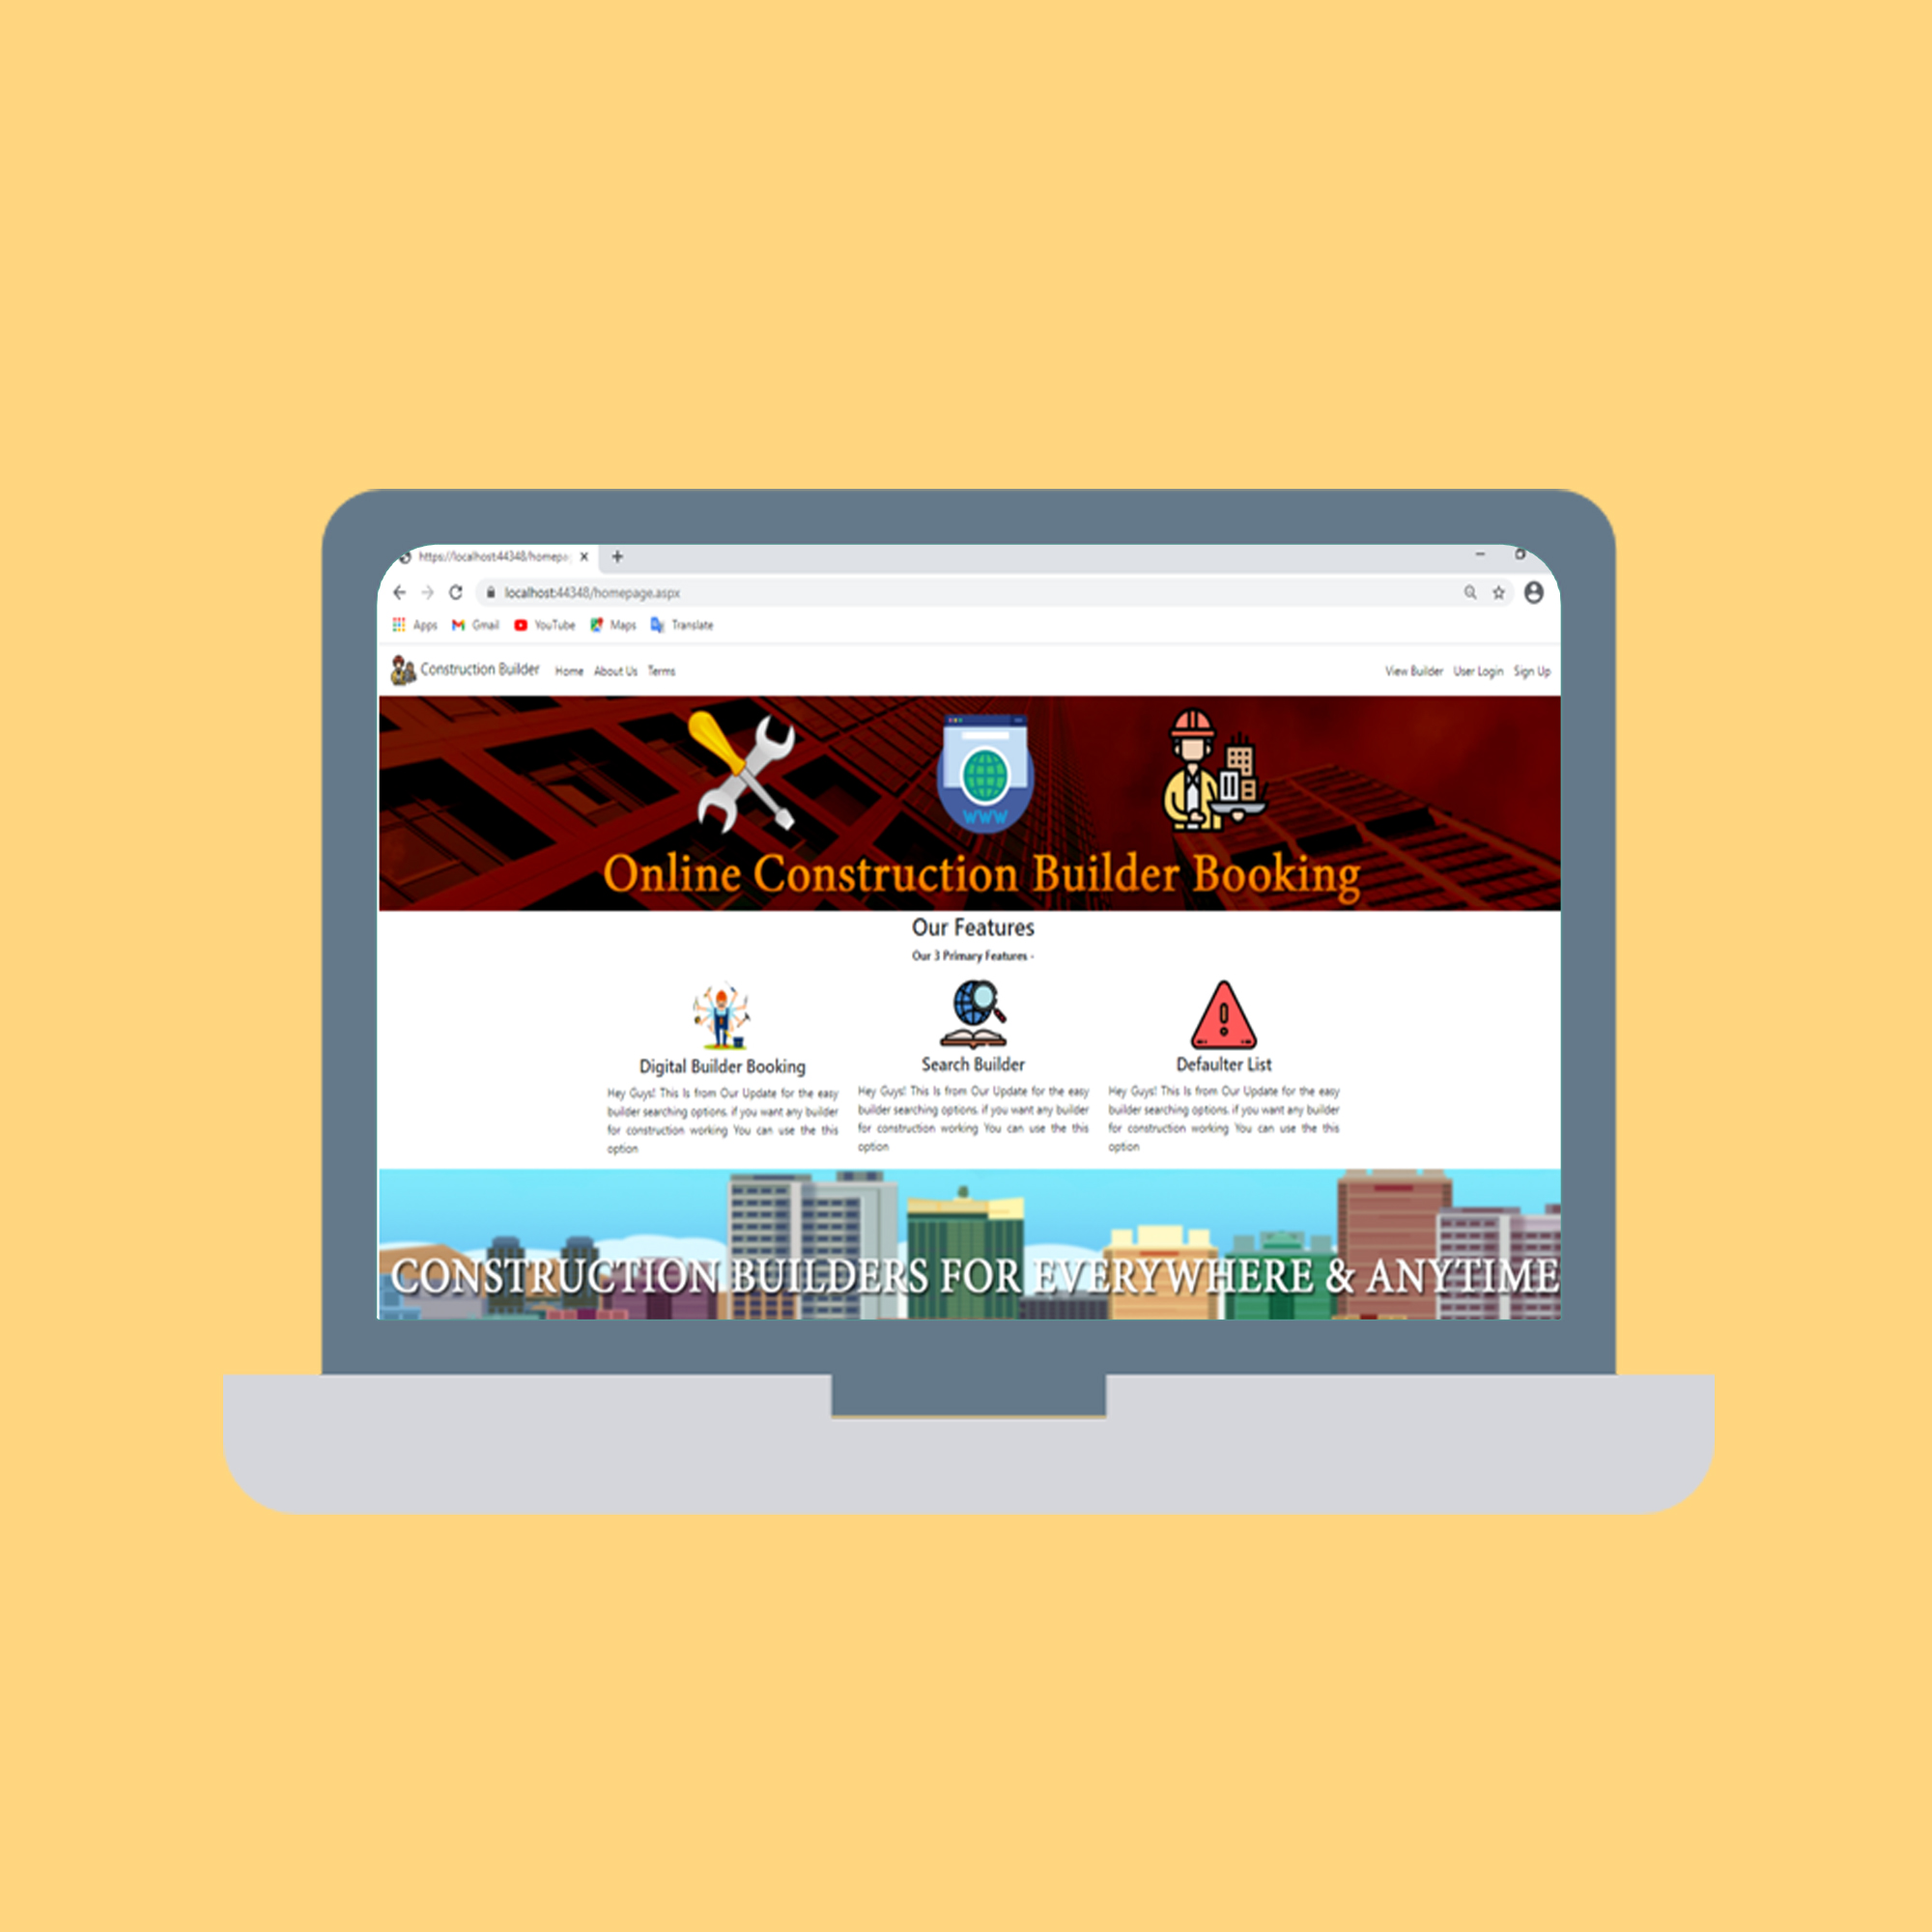 https://localhost:44348/homepa
localhost:44348/homepage.aspx
Apps Gmail YouTube Maps Translate
Construction Builder Home About Us Terms View Builder User Login Sign Up
WWW
Online Construction Builder Booking
Our Features
Our 3 Primary Features -
Digital Builder Booking
Hey Guys! This Is from Our Update for the easy
builder searching options. if you want any builder
for construction working You can use the this
option
Search Builder
Hey Guys! This Is from Our Update for the easy
builder searching options. if you want any builder
for construction working You can use the this
option
Defaulter List
Hey Guys! This Is from Our Update for the easy
builder searching options. if you want any builder
for construction working You can use the this
option
CONSTRUCTION BUILDERS FOR EVERYWHERE & ANYTIME